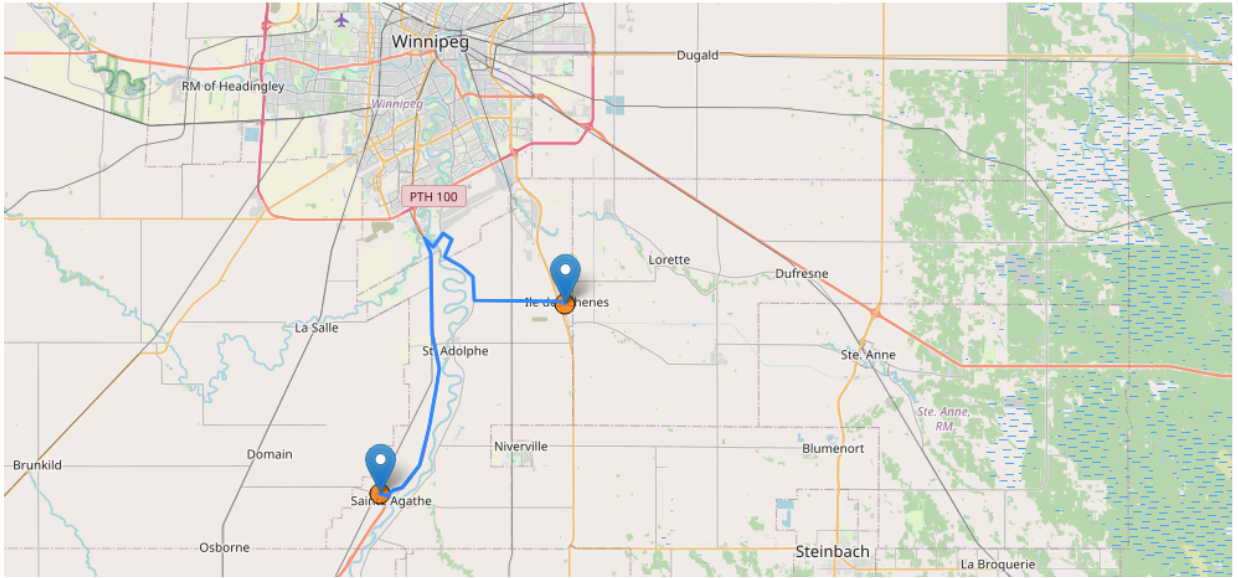 Winnipeg
Dugald
RM of Headingley
Winnipeg
PTH 100
Lorette
Dufresne
Ile de Chenes
La Salle
St. Adolphe
Ste. Anne
Ste. Anne,
RM
Niverville
Blumenort
Domain
Brunkild
Sainte Agathe
Osborne
Steinbach
La Broquerie